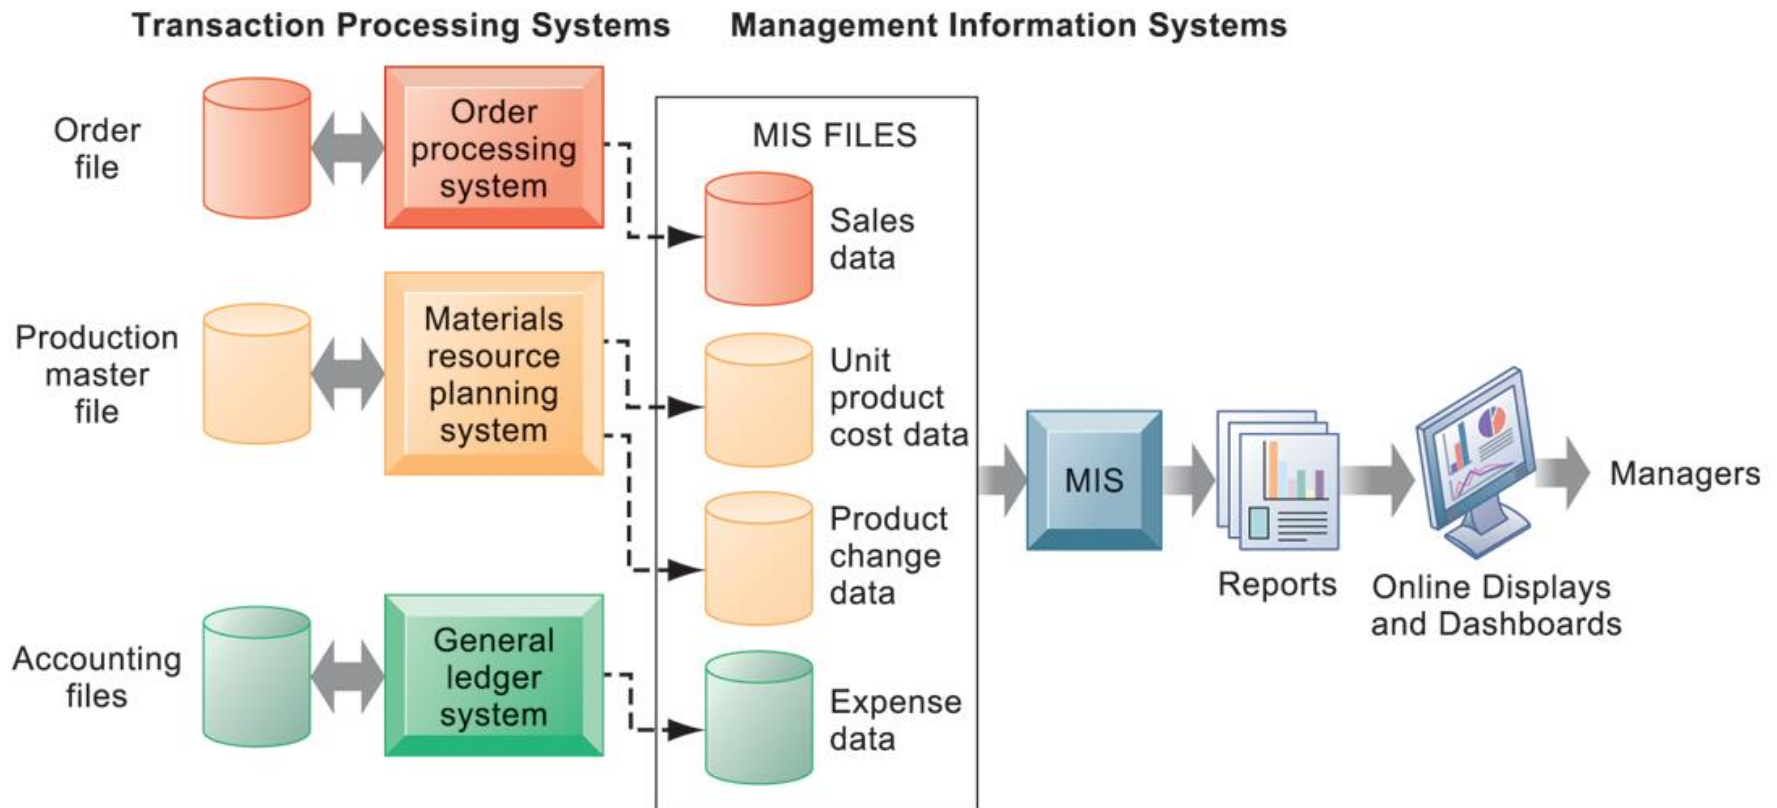 Transaction Processing Systems
Management Information Systems
Order
file
Order
processing
system
MIS FILES
Sales
data
Production
master
file
Materials
resource
planning
system
Unit
product
cost data
Product
change
data
Accounting
files
General
ledger
system
Expense
data
MIS
Reports
Online Displays
and Dashboards
Managers